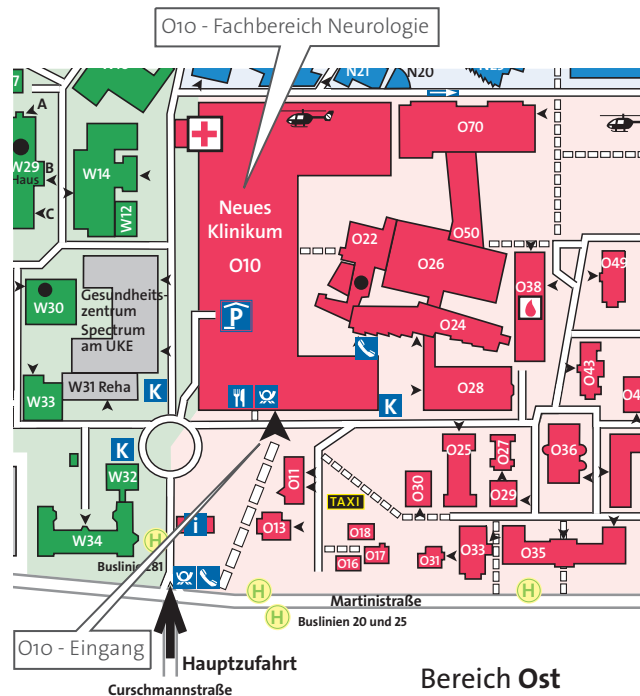 O10 - Fachbereich Neurologie
N21
N20
A
W29
Haus
B
C
W14
W12
O70
Neues
Klinikum
O10
O22
O50
O26
O38
O49
W30
Gesundheits-
zentrum
Spectrum
am UKE
P
O24
W31 Reha
K
W33
O28
K
O43
K
W32
O25
O27
O36
O11
O30
O29
TAXI
W34
H
i
O13
O18
O17
O16
O31
O33
O35
Buslinie 281
H
H
H
Martinistraße
Buslinien 20 und 25
O10 - Eingang
Hauptzufahrt
Curschmannstraße
Bereich Ost